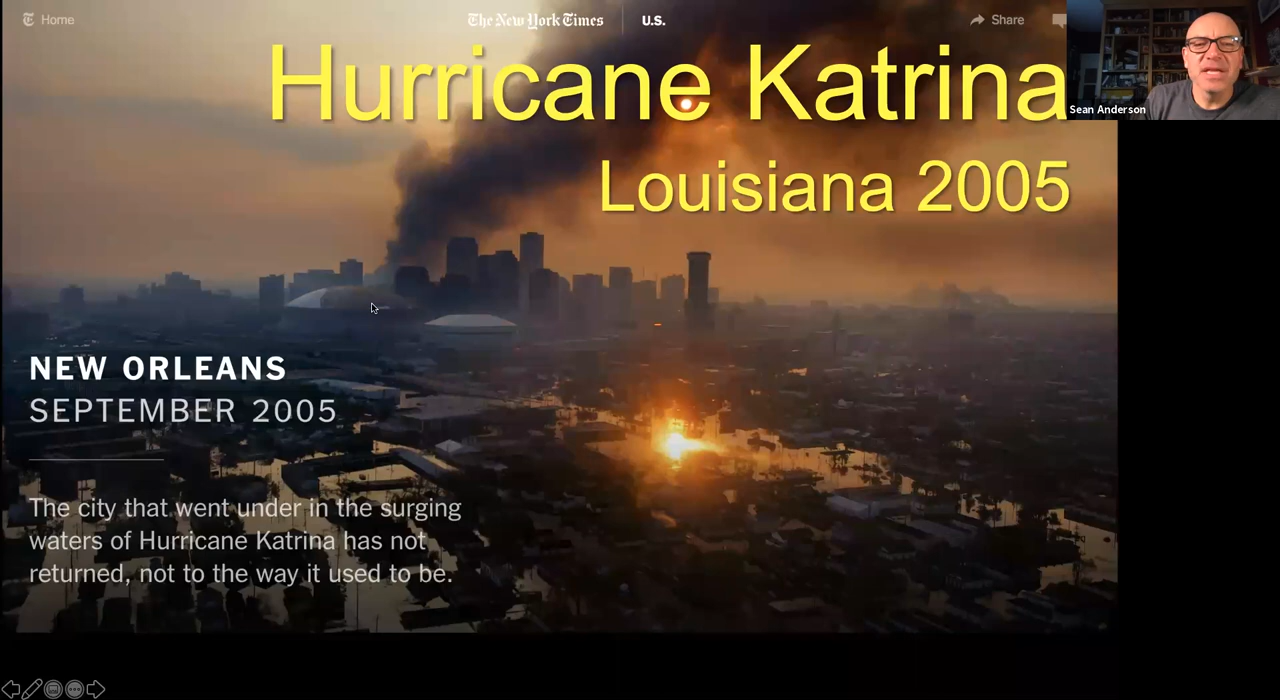 Home
The New York Times
U.S.
Share
Hurricane Katrina
Louisiana 2005
Sean Anderson
NEW ORLEANS
SEPTEMBER 2005
The city that went under in the surging
waters of Hurricane Katrina has not
returned, not to the way it used to be.